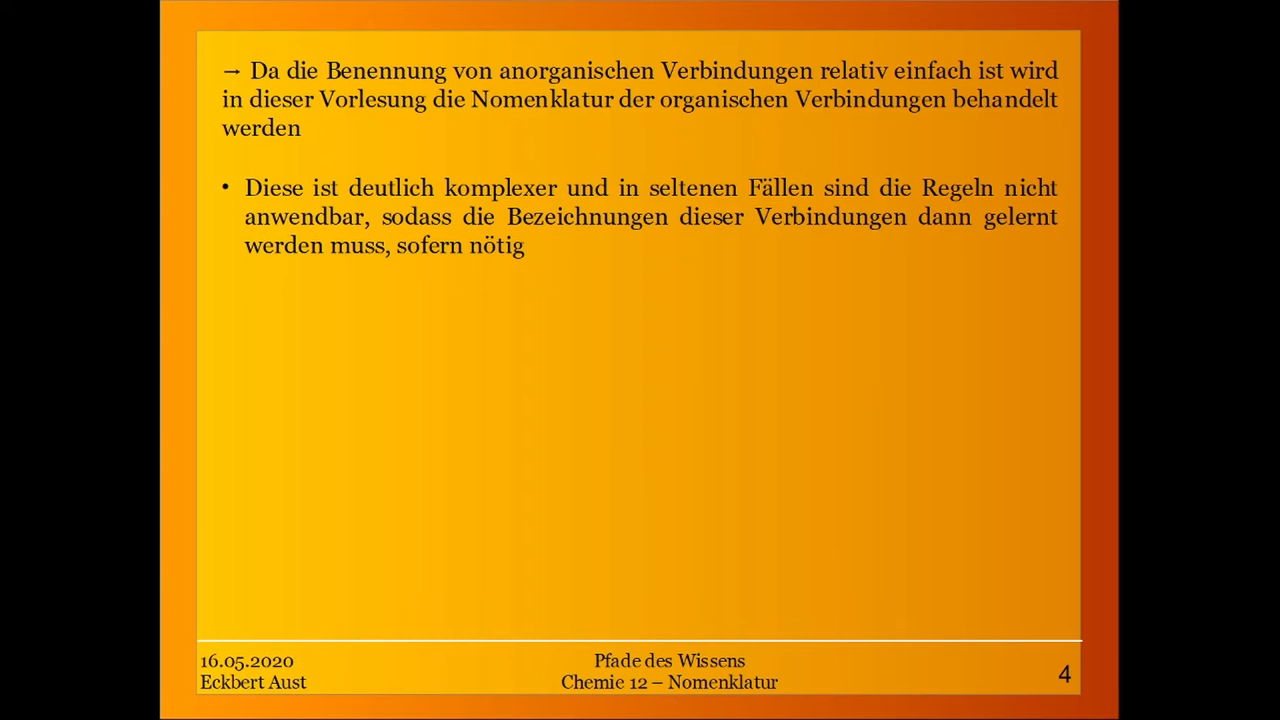 → Da die Benennung von anorganischen Verbindungen relativ einfach ist wird
in dieser Vorlesung die Nomenklatur der organischen Verbindungen behandelt
werden
• Diese ist deutlich komplexer und in seltenen Fällen sind die Regeln nicht
anwendbar, sodass die Bezeichnungen dieser Verbindungen dann gelernt
werden muss, sofern nötig
16.05.2020
Eckbert Aust
Pfade des Wissens
Chemie 12 – Nomenklatur
4